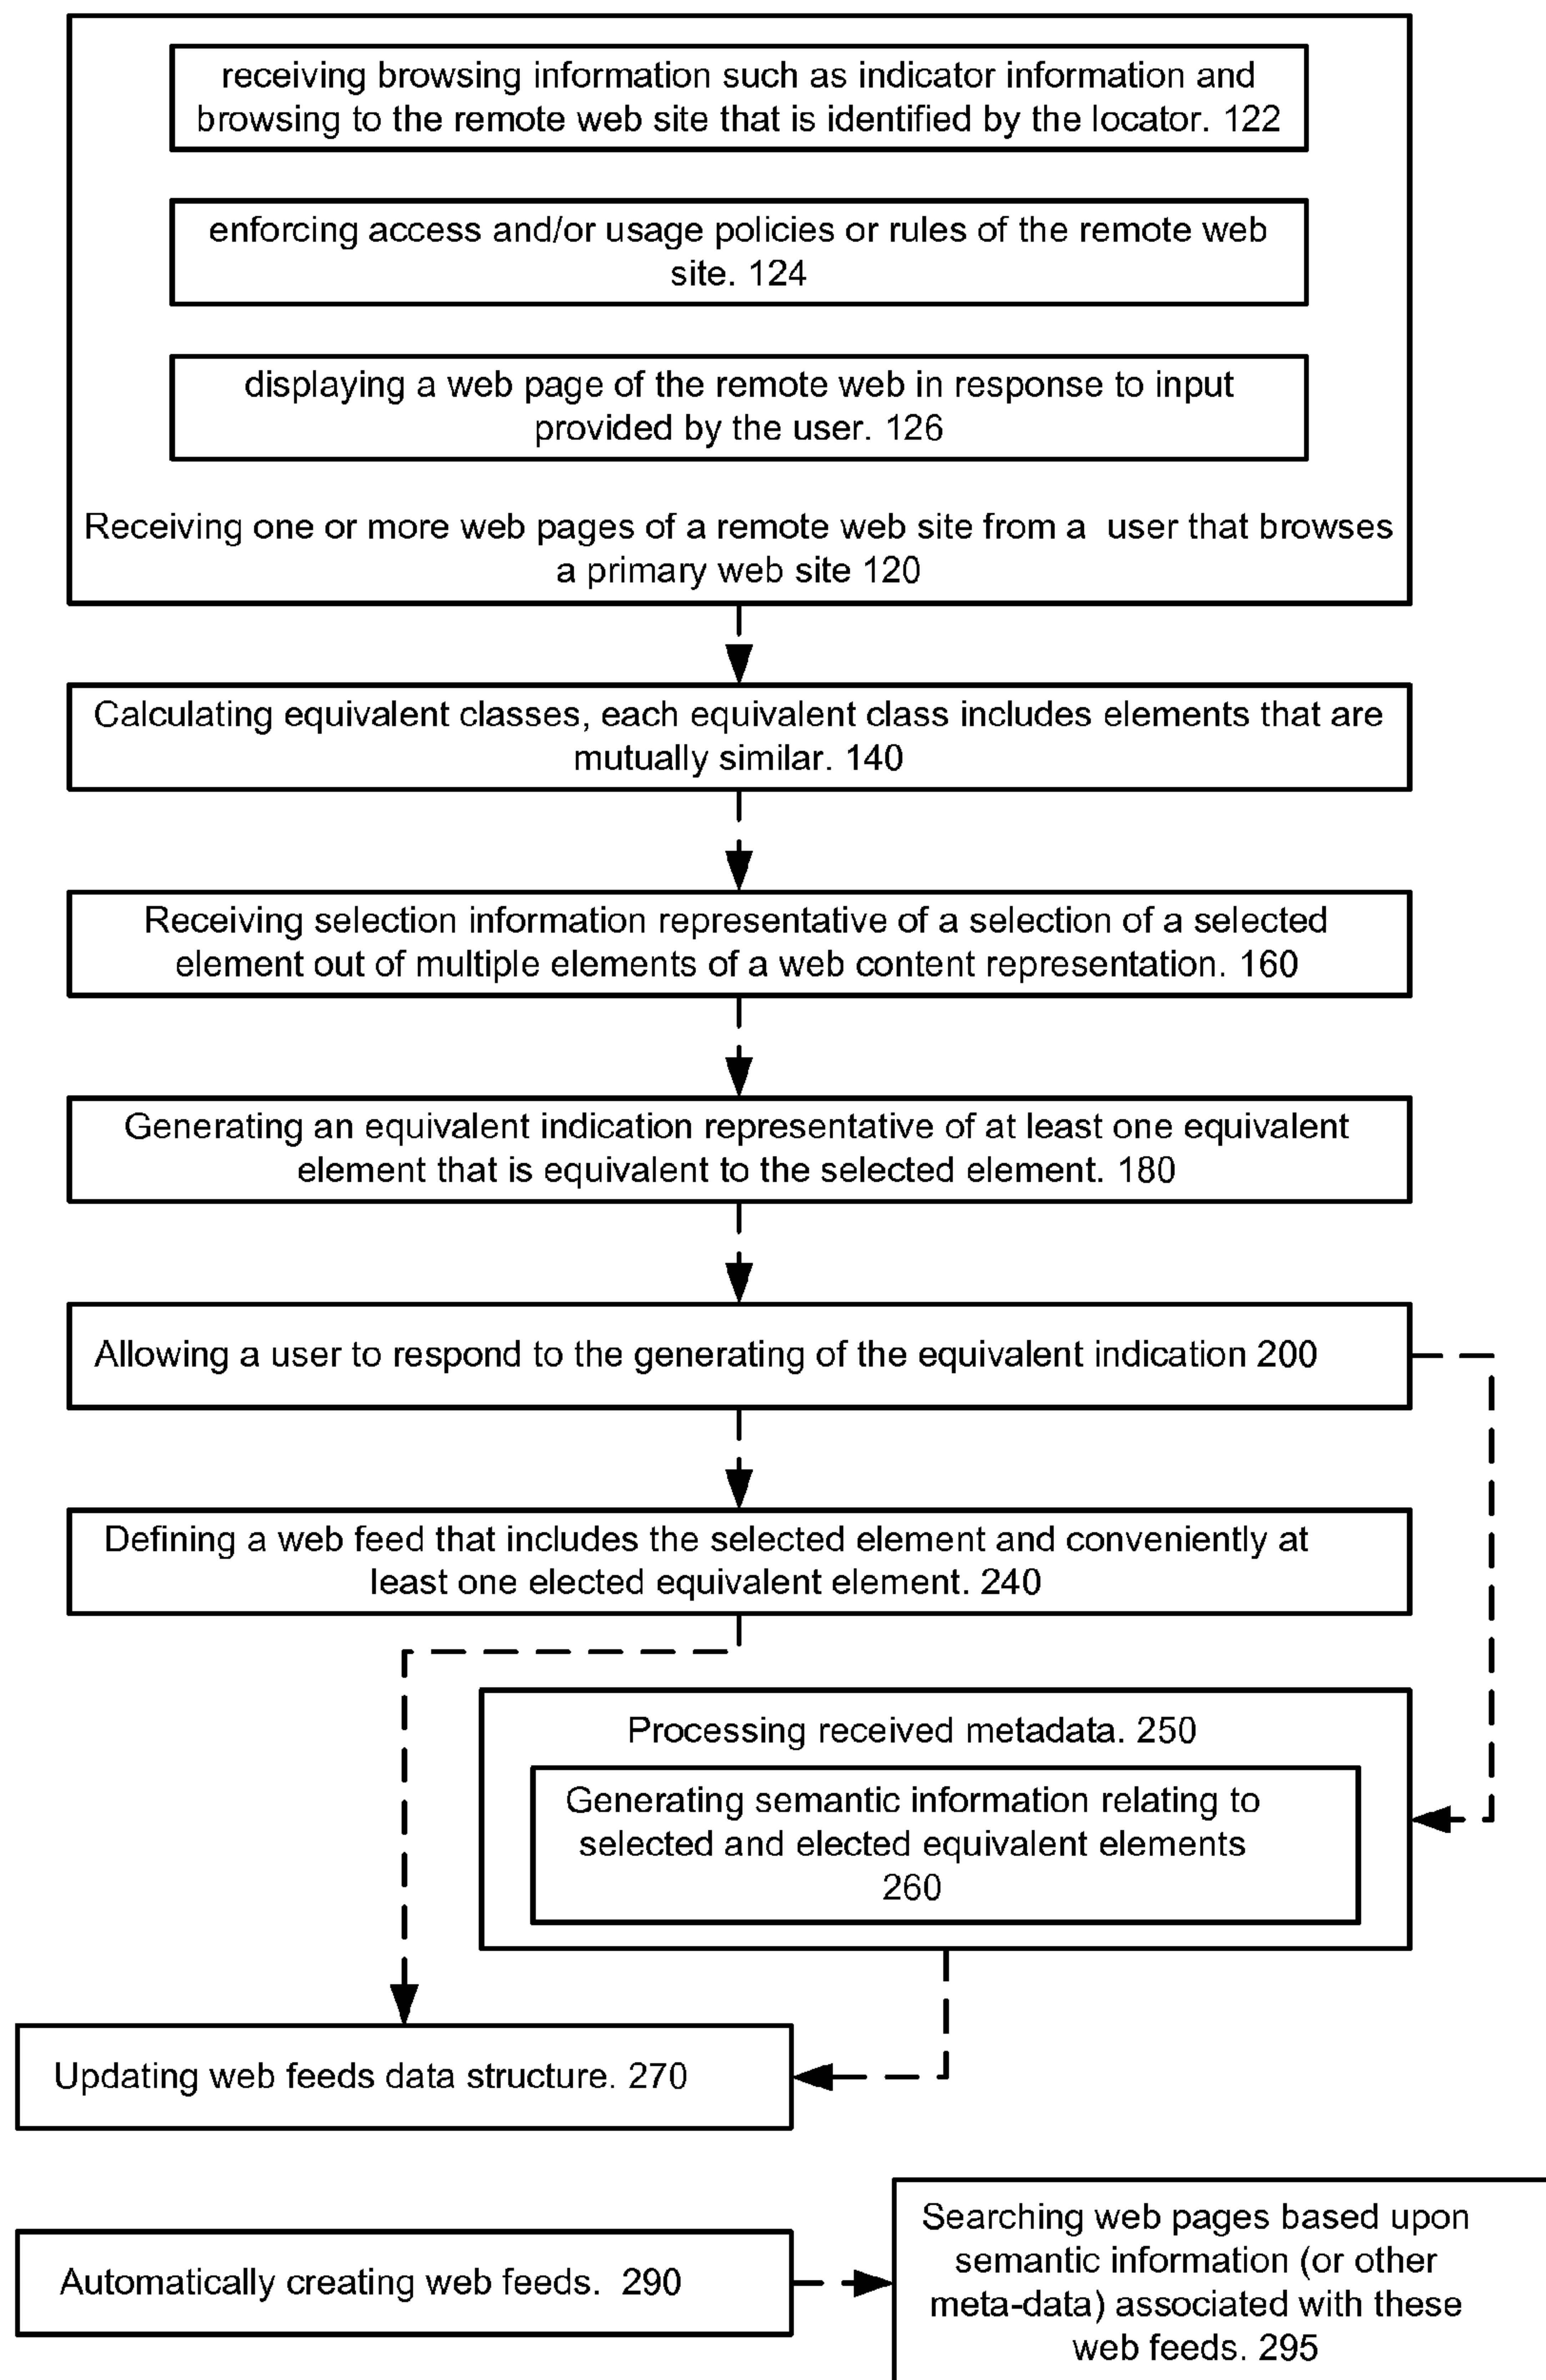 receiving browsing information such as indicator information and
browsing to the remote web site that is identified by the locator. 122
enforcing access and/or usage policies or rules of the remote web
site. 124
displaying a web page of the remote web in response to input
provided by the user. 126
Receiving one or more web pages of a remote web site from a user that browses
a primary web site 120
Calculating equivalent classes, each equivalent class includes elements that are
mutually similar. 140
Receiving selection information representative of a selection of a selected
element out of multiple elements of a web content representation. 160
Generating an equivalent indication representative of at least one equivalent
element that is equivalent to the selected element. 180
Allowing a user to respond to the generating of the equivalent indication 200
Defining a web feed that includes the selected element and conveniently at
least one elected equivalent element. 240
Processing received metadata. 250
Generating semantic information relating to
selected and elected equivalent elements
260
Updating web feeds data structure. 270
Automatically creating web feeds. 290
Searching web pages based upon
semantic information (or other
meta-data) associated with these
web feeds. 295